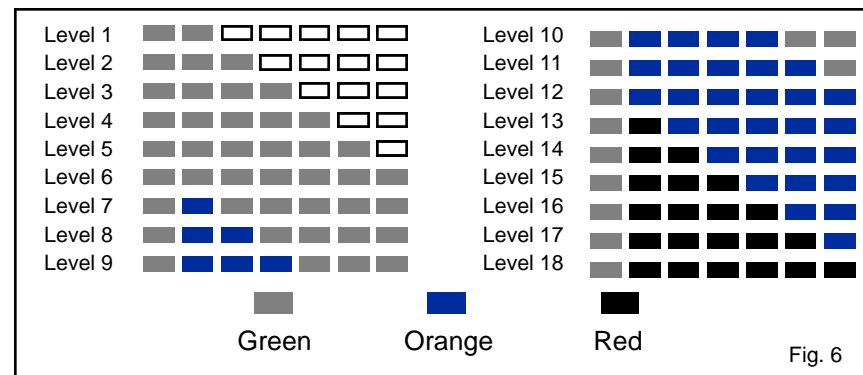 Level 1
Level 2
Level 3
Level 4
Level 5
Level 6
Level 7
Level 8
Level 9
Level 10
Level 11
Level 12
Level 13
Level 14
Level 15
Level 16
Level 17
Level 18
Green
Orange
Red
Fig. 6